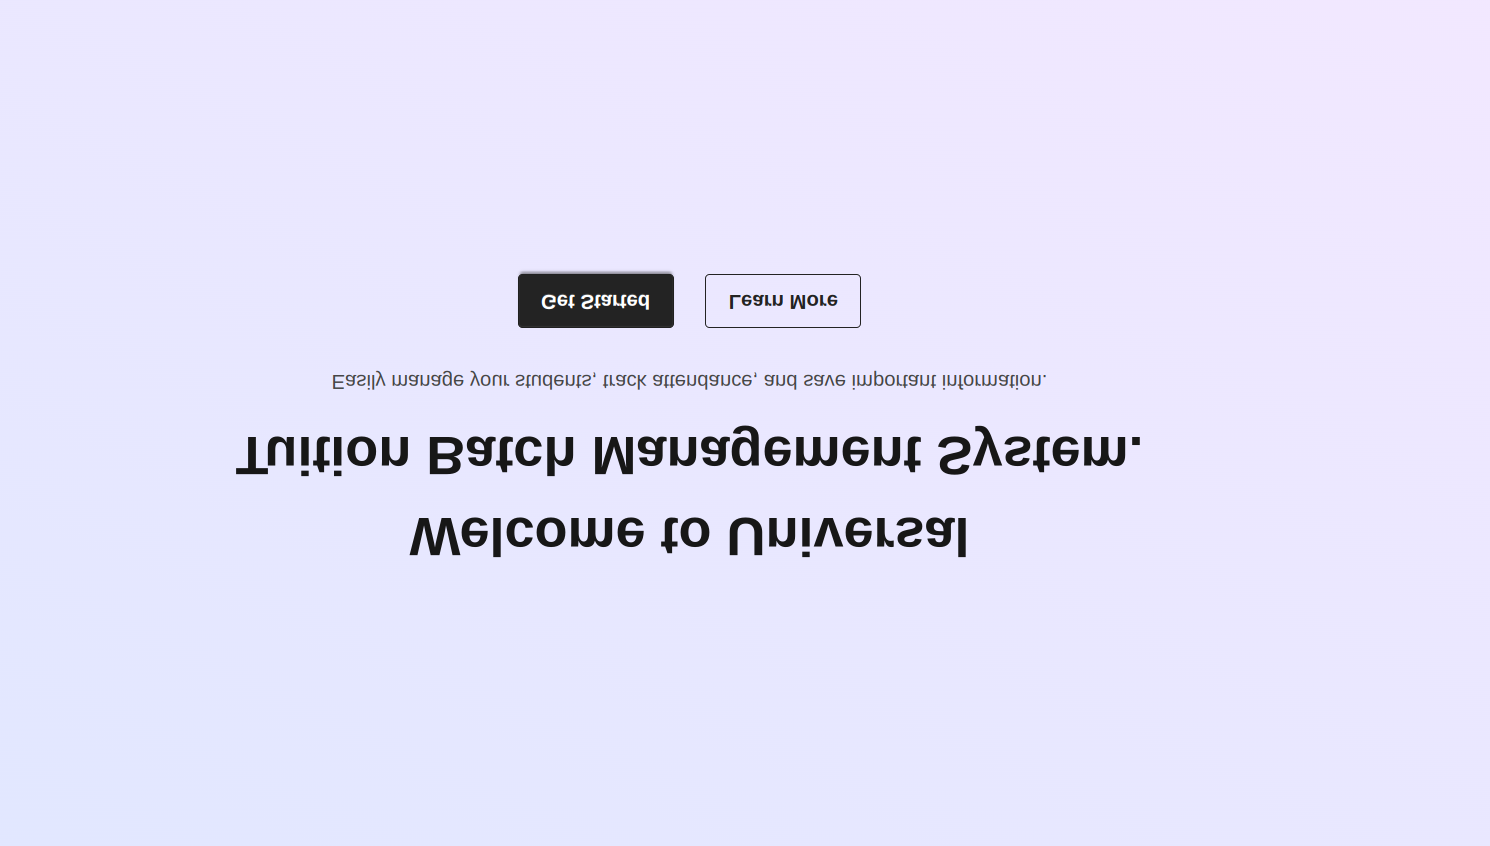 Welcome to Universal
Tuition Batch Management System.
Easily manage your students, track attendance, and save important information.
Get Started
Learn More